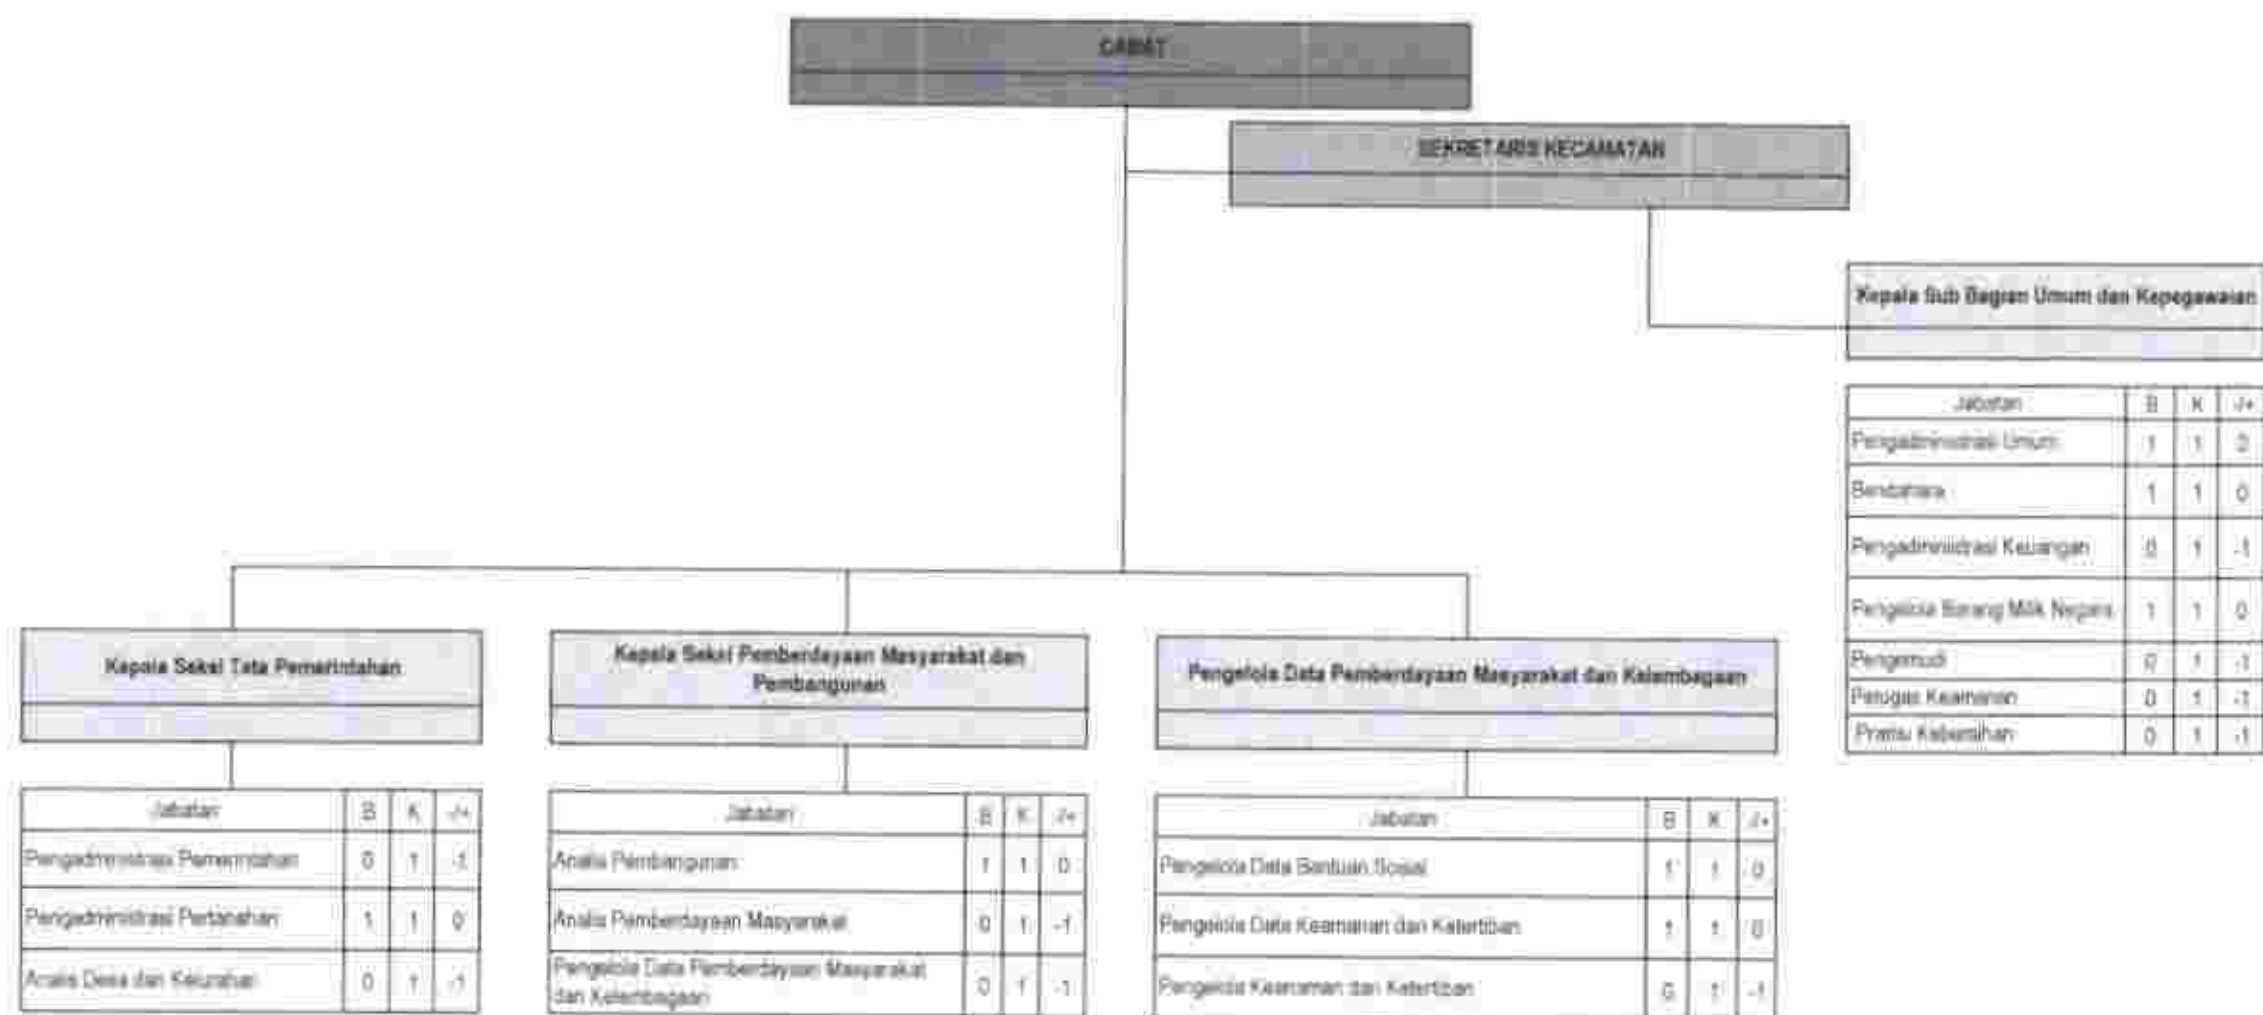 CAMAT
SEKRETARIS KECAMATAN
Kepala Sub Bagian Umum dan Kepegawaian
Jabatan B K -/+
Pengadministrasi Umum 1 1 0
Bendahara 1 1 0
Pengadministrasi Keuangan 0 1 -1
Pengelola Barang Milik Negara 1 1 0
Pengemudi 0 1 -1
Petugas Keamanan 0 1 -1
Pramu Kebersihan 0 1 -1
Kepala Seksi Tata Pemerintahan
Jabatan B K -/+
Pengadministrasi Pemerintahan 0 1 -1
Pengadministrasi Pertanahan 1 1 0
Analis Desa dan Kelurahan 0 1 -1
Kepala Seksi Pemberdayaan Masyarakat dan
Pembangunan
Jabatan B K -/+
Analis Pembangunan 1 1 0
Analis Pemberdayaan Masyarakat 0 1 -1
Pengelola Data Pemberdayaan Masyarakat
dan Kelembagaan 0 1 -1
Pengelola Data Pemberdayaan Masyarakat dan Kelembagaan
Jabatan B K -/+
Pengelola Data Bantuan Sosial 1 1 0
Pengelola Data Keamanan dan Ketertiban 1 1 0
Pengelola Keamanan dan Ketertiban 0 1 -1